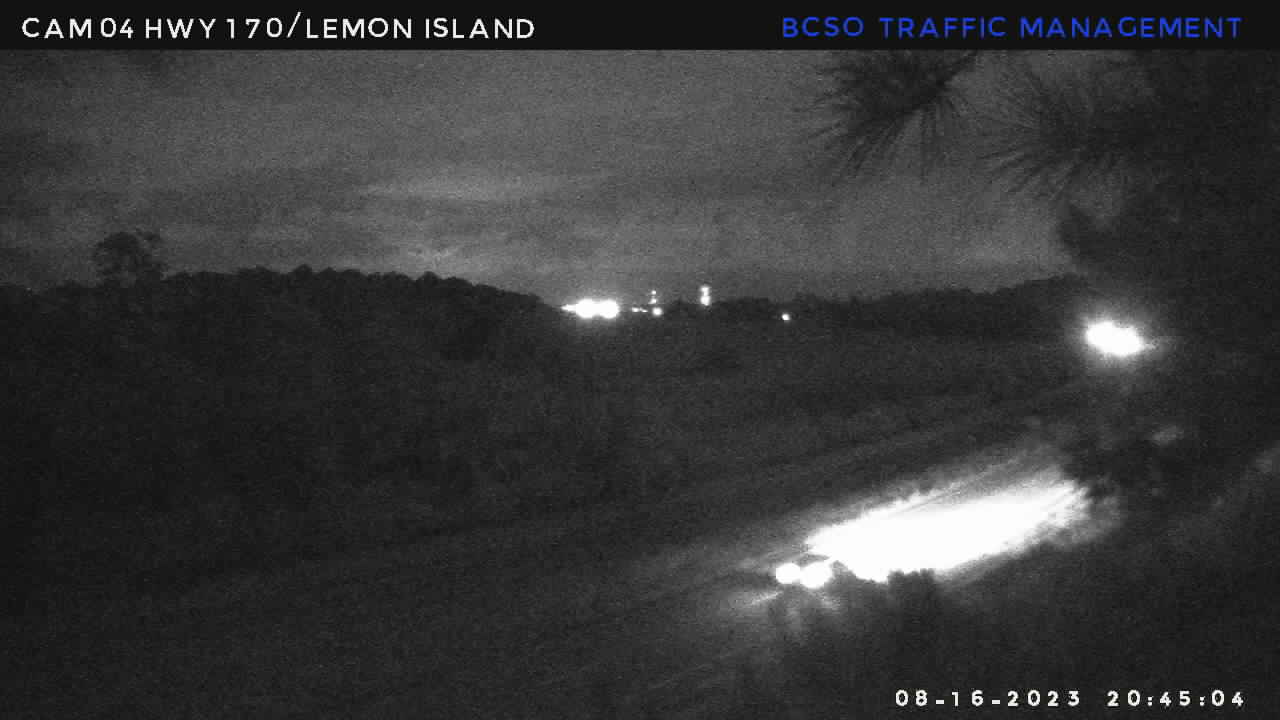 CAM04 HWY 170/LEMON ISLAND
BCSO TRAFFIC MANAGEMENT
08-16-2023 20:45:04